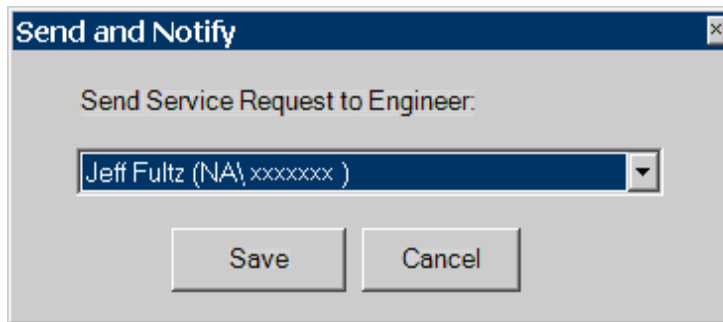 Send and Notify
Send Service Request to Engineer:
Jeff Fultz (NA\ xxxxxxx )
Save
Cancel